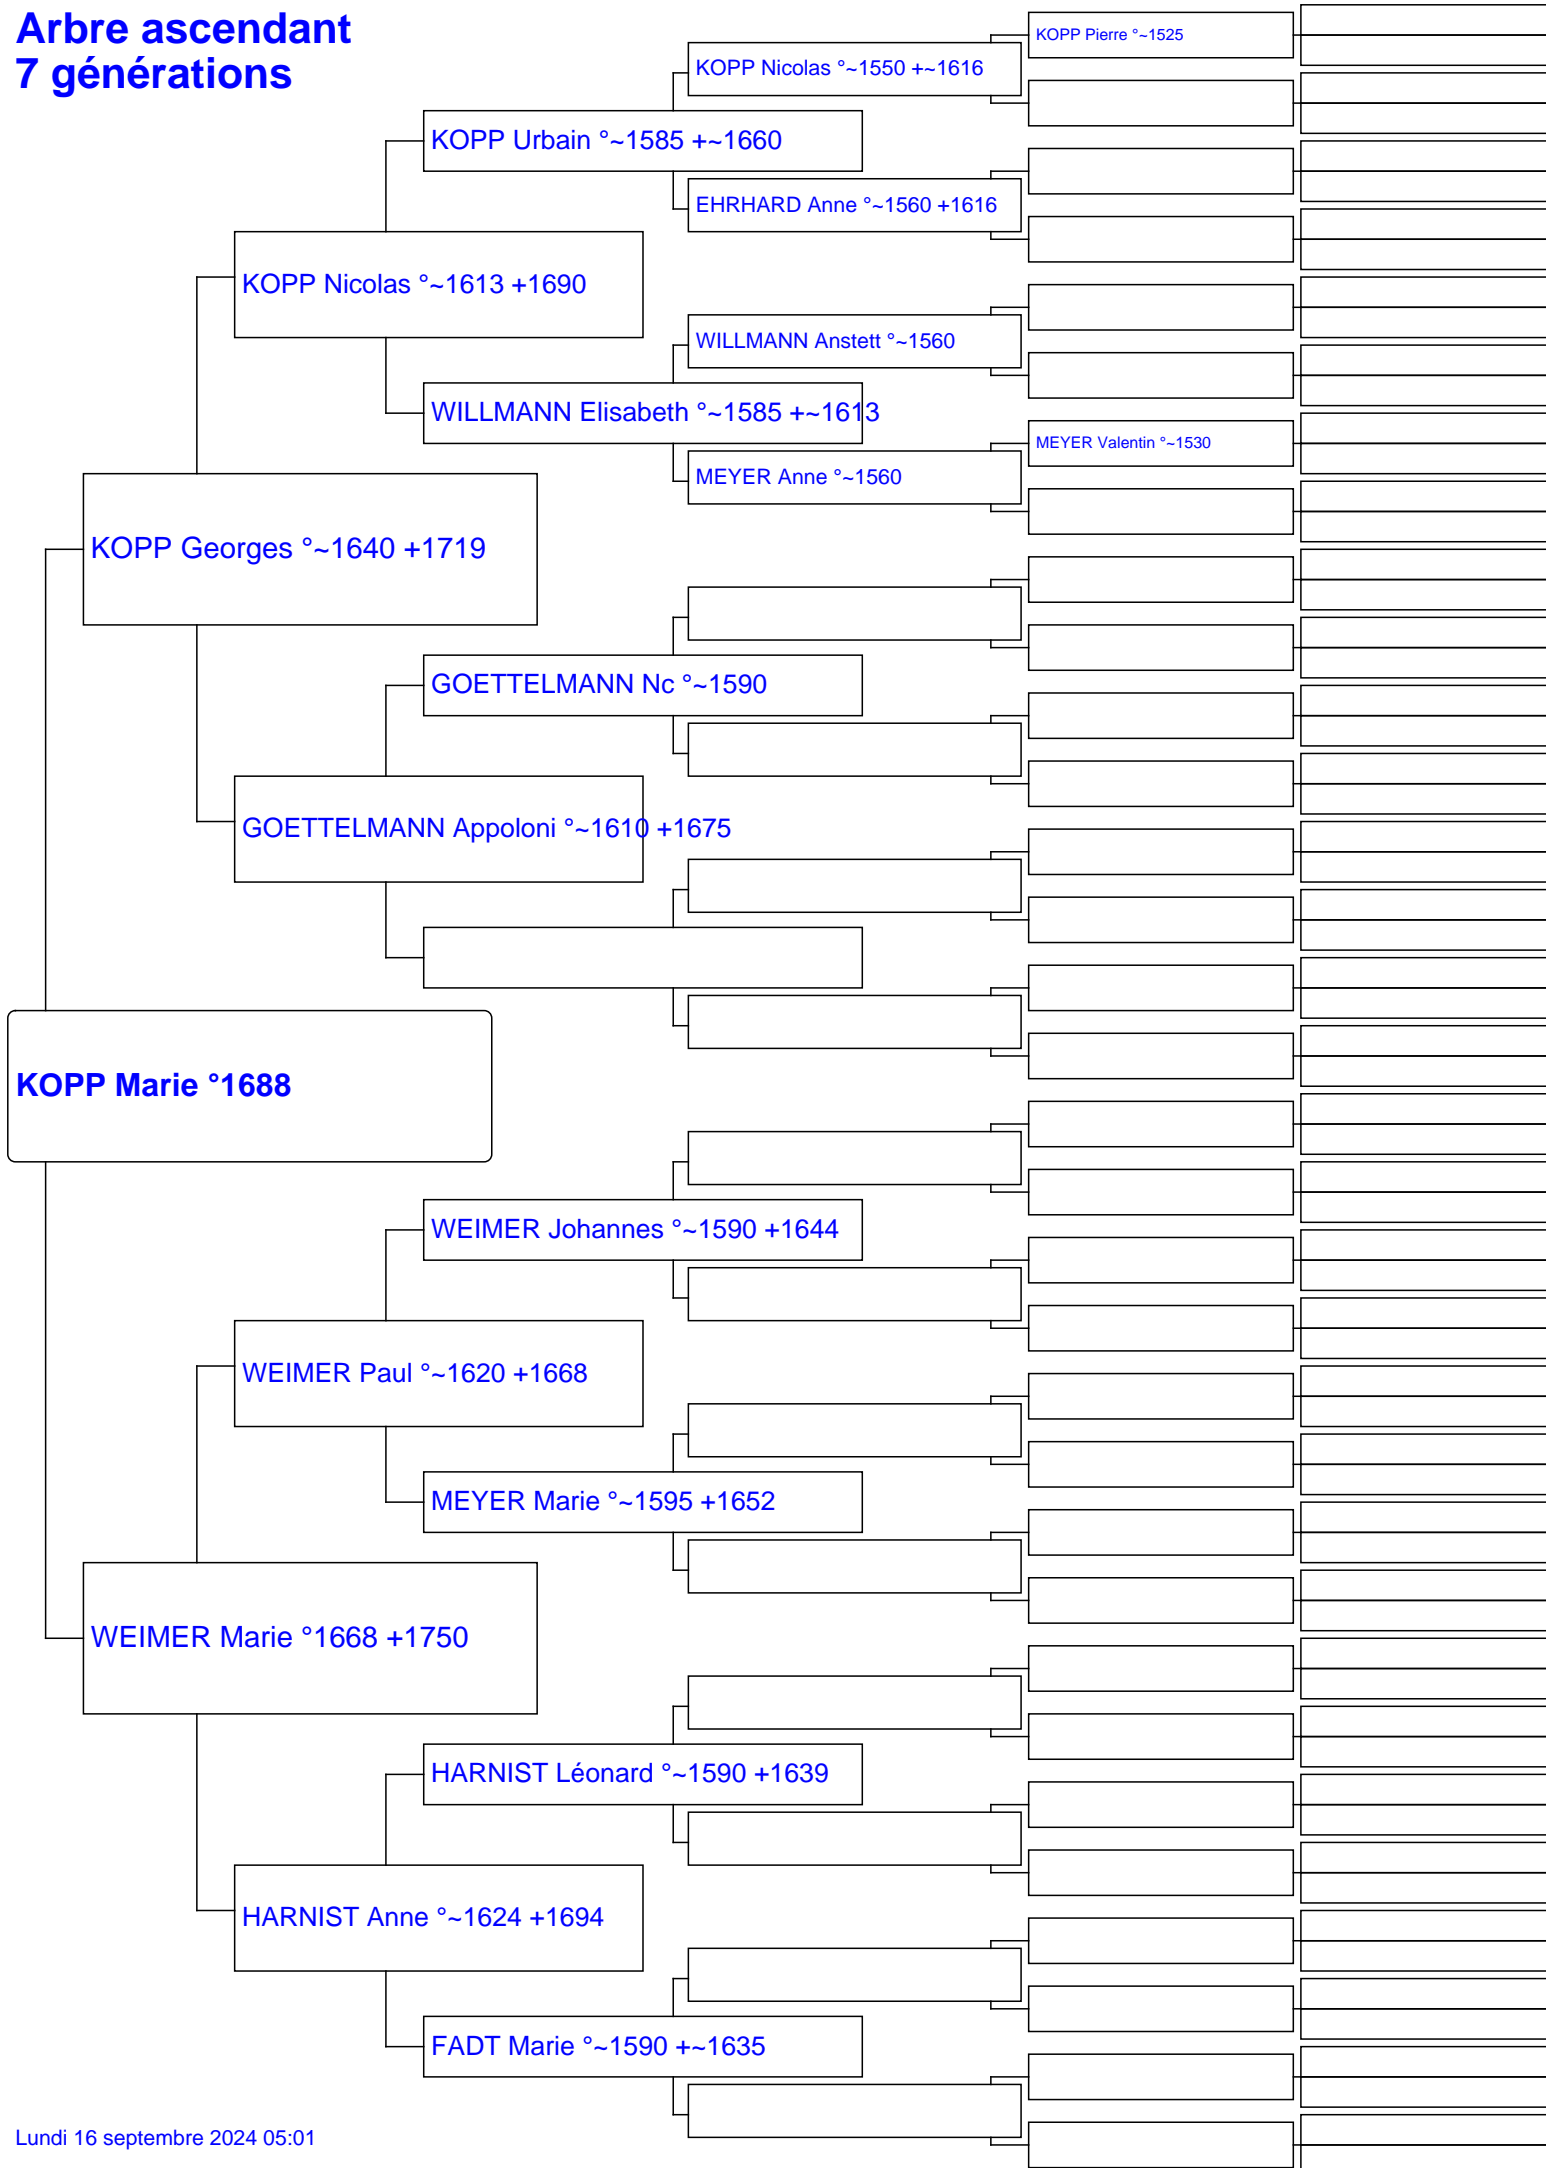 Arbre ascendant
7 générations
KOPP Pierre °~1525
KOPP Nicolas °~1550 +~1616
KOPP Urbain °~1585 +~1660
EHRHARD Anne °~1560 +1616
KOPP Nicolas °~1613 +1690
WILLMANN Anstett °~1560
WILLMANN Elisabeth °~1585 +~1613
MEYER Valentin °~1530
MEYER Anne °~1560
KOPP Georges °~1640 +1719
GOETTELMANN Nc °~1590
GOETTELMANN Appoloni °~1610 +1675
KOPP Marie °1688
WEIMER Johannes °~1590 +1644
WEIMER Paul °~1620 +1668
MEYER Marie °~1595 +1652
WEIMER Marie °1668 +1750
HARNIST Léonard °~1590 +1639
HARNIST Anne °~1624 +1694
FADT Marie °~1590 +~1635
Lundi 16 septembre 2024 05:01